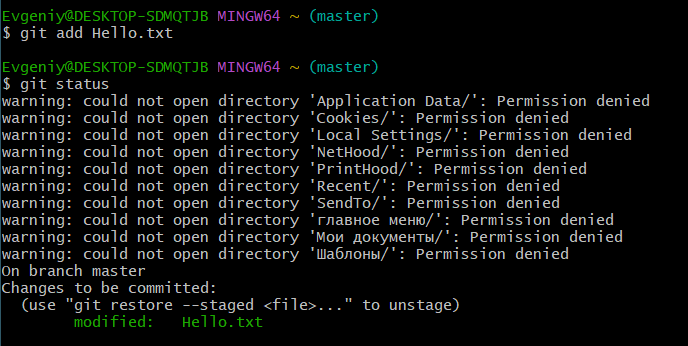 Evgeniy@DESKTOP-SDMQTJB MINGW64 ~ (master)
$ git add Hello.txt
Evgeniy@DESKTOP-SDMQTJB MINGW64 ~ (master)
$ git status
warning: could not open directory 'Application Data/': Permission denied
warning: could not open directory 'Cookies/': Permission denied
warning: could not open directory 'Local Settings/': Permission denied
warning: could not open directory 'NetHood/': Permission denied
warning: could not open directory 'PrintHood/': Permission denied
warning: could not open directory 'Recent/': Permission denied
warning: could not open directory 'SendTo/': Permission denied
warning: could not open directory 'главное меню/': Permission denied
warning: could not open directory 'Мои документы/': Permission denied
warning: could not open directory 'Шаблоны/': Permission denied
On branch master
Changes to be committed:
  (use "git restore --staged <file>..." to unstage)
        modified:   Hello.txt